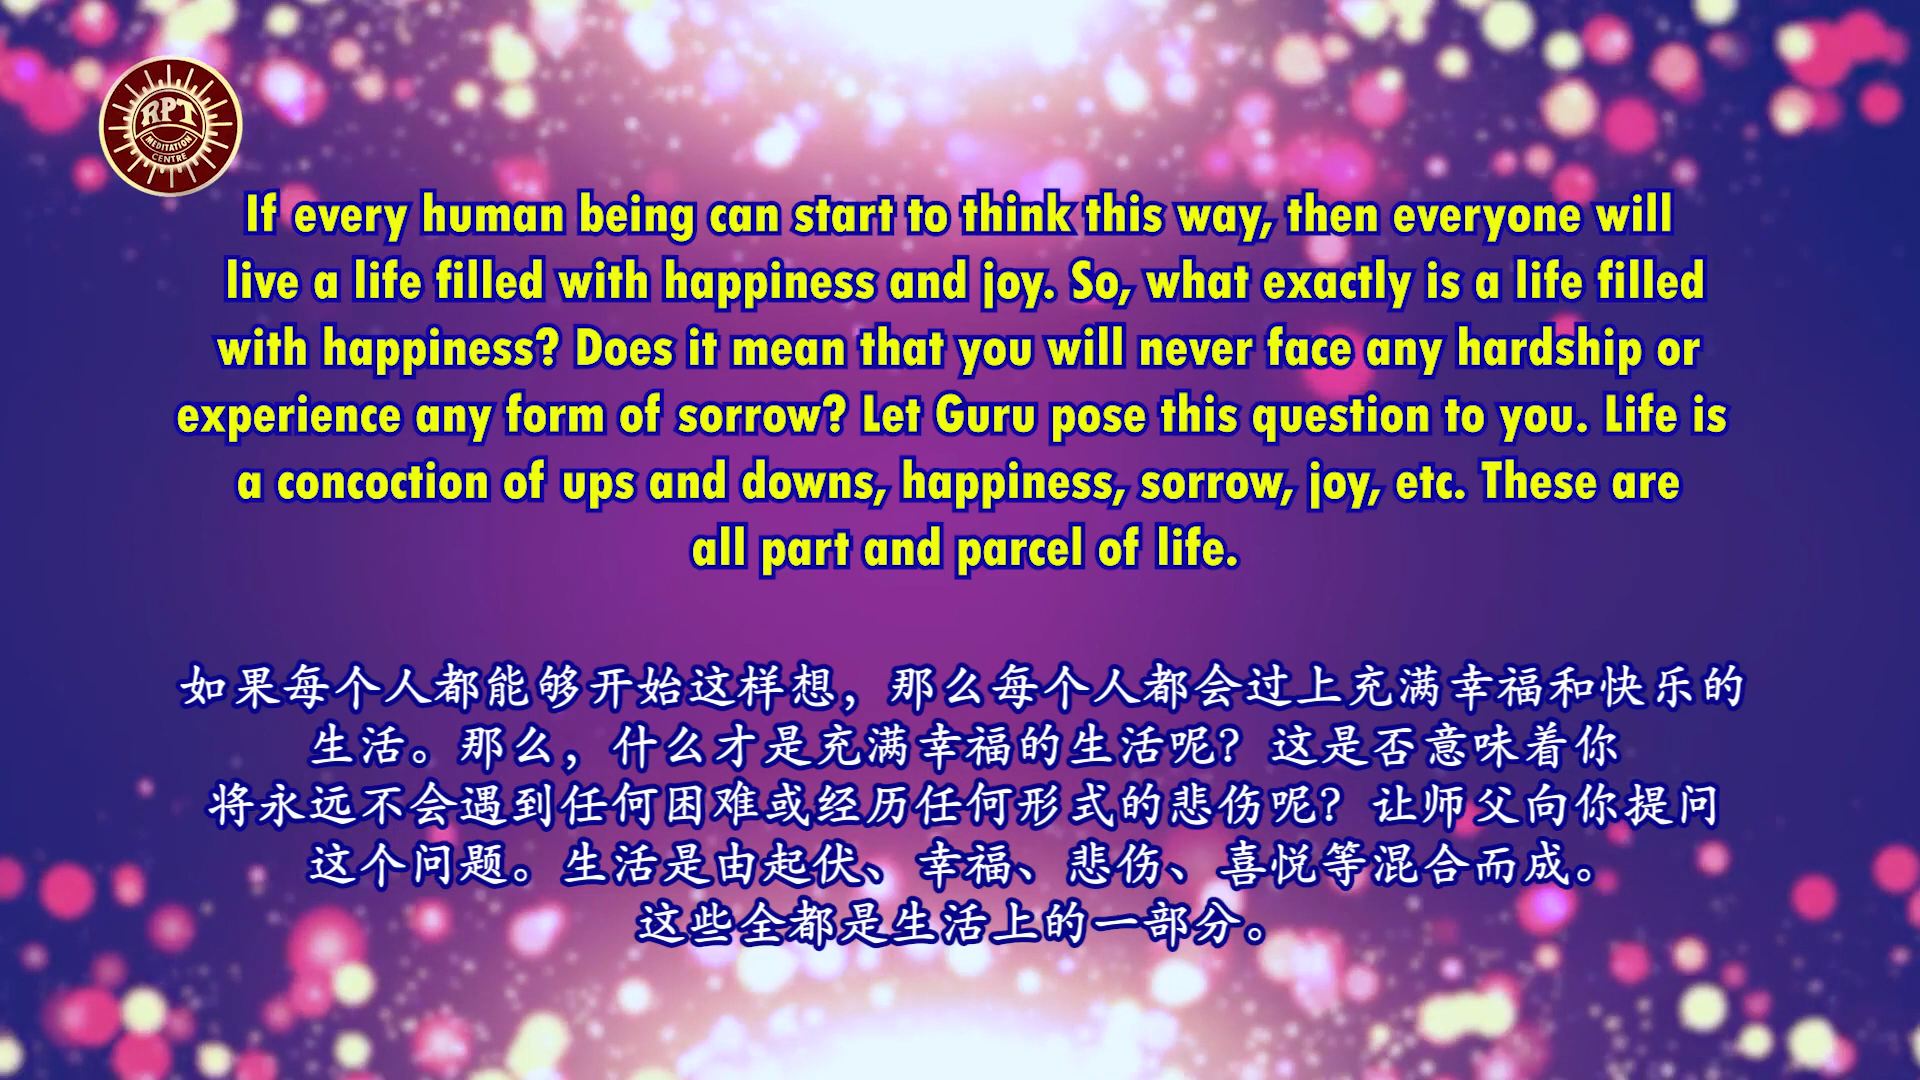 RPT
MEDITATION
CENTRE
If every human being can start to think this way, then everyone will
live a life filled with happiness and joy. So, what exactly is a life filled
with happiness? Does it mean that you will never face any hardship or
experience any form of sorrow? Let Guru pose this question to you. Life is
a concoction of ups and downs, happiness, sorrow, joy, etc. These are
all part and parcel of life.
如果每个人都能够开始这样想，那么每个人都会过上充满幸福和快乐的
生活。那么，什么才是充满幸福的生活呢？这是否意味着你
将永远不会遇到任何困难或经历任何形式的悲伤呢？让师父向你提问
这个问题。生活是由起伏、幸福、悲伤、喜悦等混合而成。
这些全都是生活上的一部分。